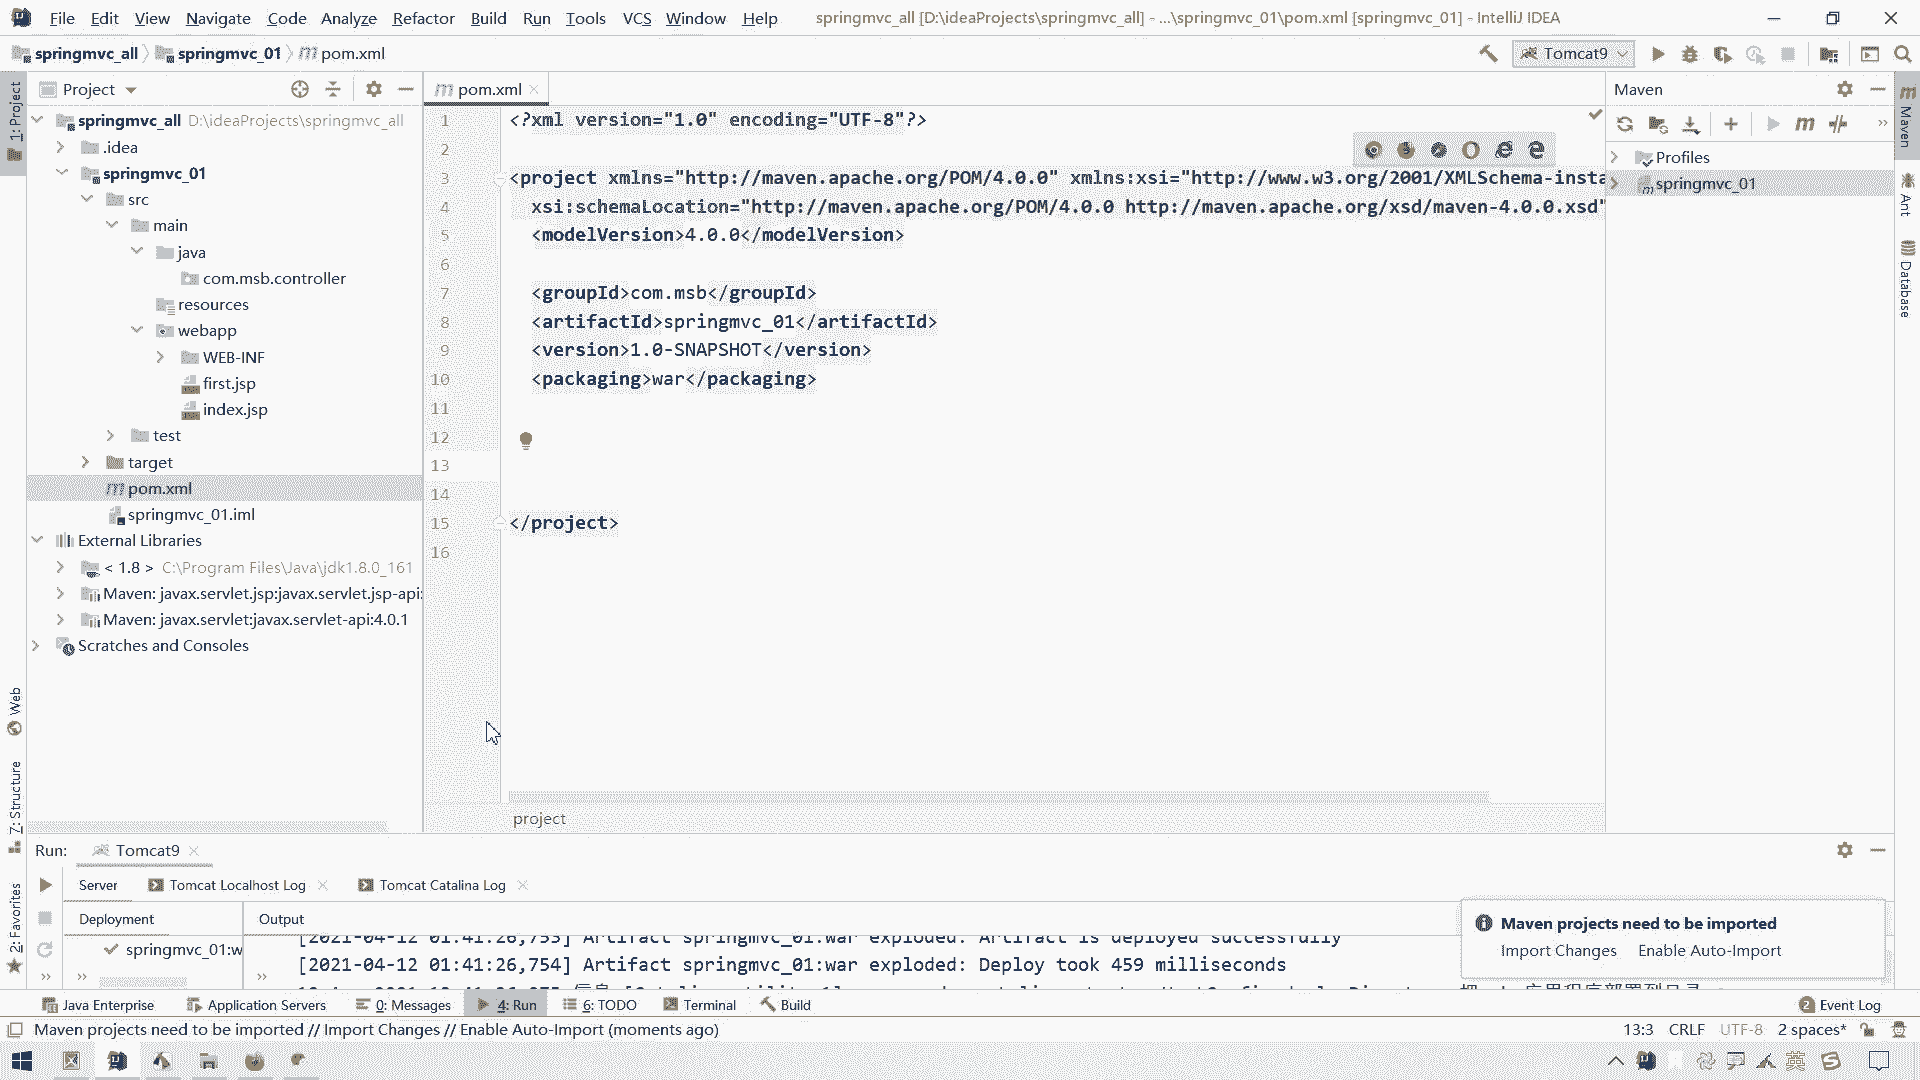 File Edit View Navigate Code Analyze Refactor Build Run Tools VCS Window Help springmvc_all [D:\ideaProjects\springmvc_all] - ...\springmvc_01\pom.xml [springmvc_01] - IntelliJ IDEA
springmvc_all springmvc_01 pom.xml Tomcat9
1: Project
Project
springmvc_all D:\ideaProjects\springmvc_all
.idea
springmvc_01
src
main
java
com.msb.controller
resources
webapp
WEB-INF
first.jsp
index.jsp
test
target
pom.xml
springmvc_01.iml
External Libraries
< 1.8 > C:\Program Files\Java\jdk1.8.0_161
Maven: javax.servlet.jsp:javax.servlet.jsp-api:
Maven: javax.servlet:javax.servlet-api:4.0.1
Scratches and Consoles
Web
7: Structure
2: Favorites
pom.xml
1 <?xml version="1.0" encoding="UTF-8"?>
2
3 <project xmlns="http://maven.apache.org/POM/4.0.0" xmlns:xsi="http://www.w3.org/2001/XMLSchema-insta
4 xsi:schemaLocation="http://maven.apache.org/POM/4.0.0 http://maven.apache.org/xsd/maven-4.0.0.xsd"
5 <modelVersion>4.0.0</modelVersion>
6
7 <groupId>com.msb</groupId>
8 <artifactId>springmvc_01</artifactId>
9 <version>1.0-SNAPSHOT</version>
10 <packaging>war</packaging>
11
12
13
14
15 </project>
16
project
Maven
Profiles
springmvc_01
Maven
Ant
Database
Run: Tomcat9
Server Tomcat Localhost Log Tomcat Catalina Log
Deployment Output
springmvc_01:w
[2021-04-12 01:41:26,753] Artifact springmvc_01:war exploded: Artifact is deployed successfully
[2021-04-12 01:41:26,754] Artifact springmvc_01:war exploded: Deploy took 459 milliseconds
Maven projects need to be imported
Import Changes Enable Auto-Import
Java Enterprise Application Servers 0: Messages 4: Run 6: TODO Terminal Build 2 Event Log
Maven projects need to be imported // Import Changes // Enable Auto-Import (moments ago) 13:3 CRLF UTF-8 2 spaces*
英